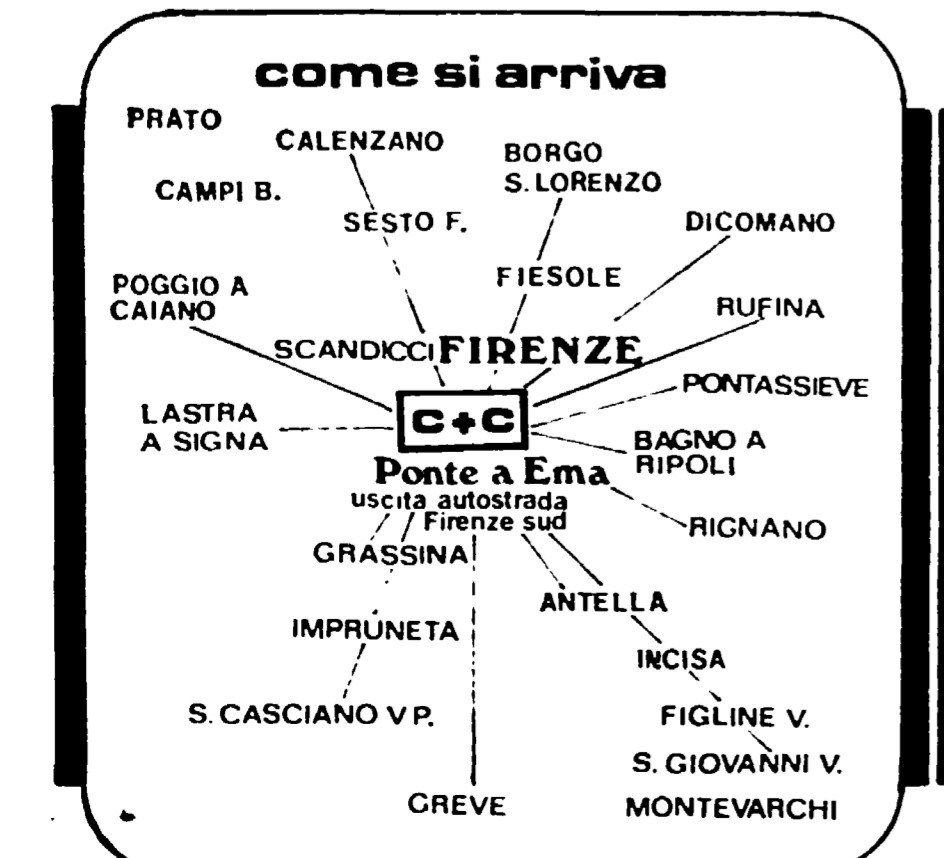 come si arriva
PRATO
CALENZANO
BORGO
S. LORENZO
CAMPI B.
SESTO F.
DICOMANO
FIESOLE
POGGIO A
CAIANO
RUFINA
SCANDICCI FIRENZE
PONTASSIEVE
LASTRA
A SIGNA
C+C
BAGNO A
RIPOLI
Ponte a Ema
uscita autostrada
Firenze sud
RIGNANO
GRASSINA
ANTELLA
IMPRUNETA
INCISA
S. CASCIANO V P.
FIGLINE V.
S. GIOVANNI V.
GREVE
MONTEVARCHI